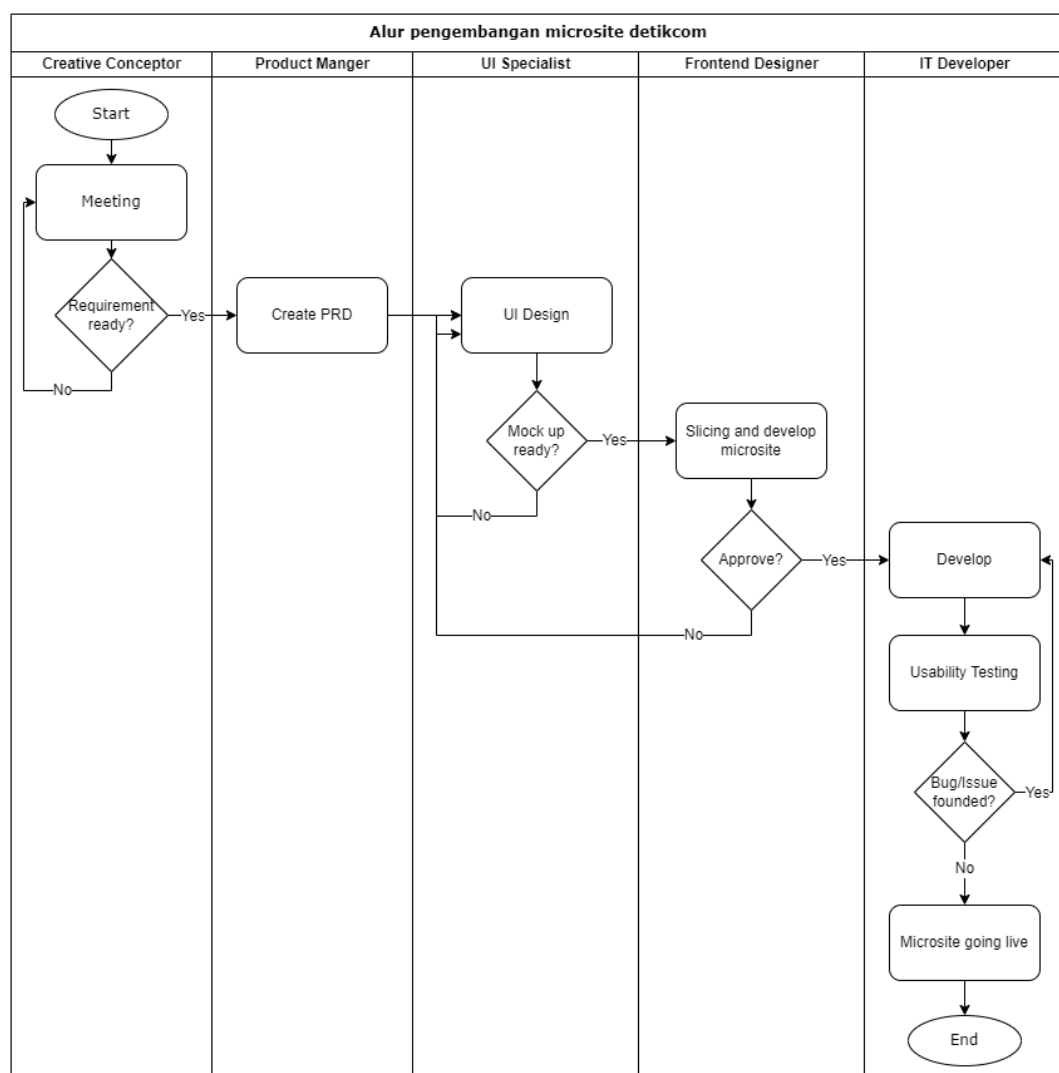 Alur pengembangan microsite detikcom
Creative Conceptor
Product Manger
UI Specialist
Frontend Designer
IT Developer
Start
Meeting
Requirement
ready?
Yes
No
Create PRD
UI Design
Mock up
ready?
Yes
No
Slicing and develop
microsite
Approve?
Yes
No
Develop
Usability Testing
Bug/Issue
founded?
Yes
No
Microsite going live
End